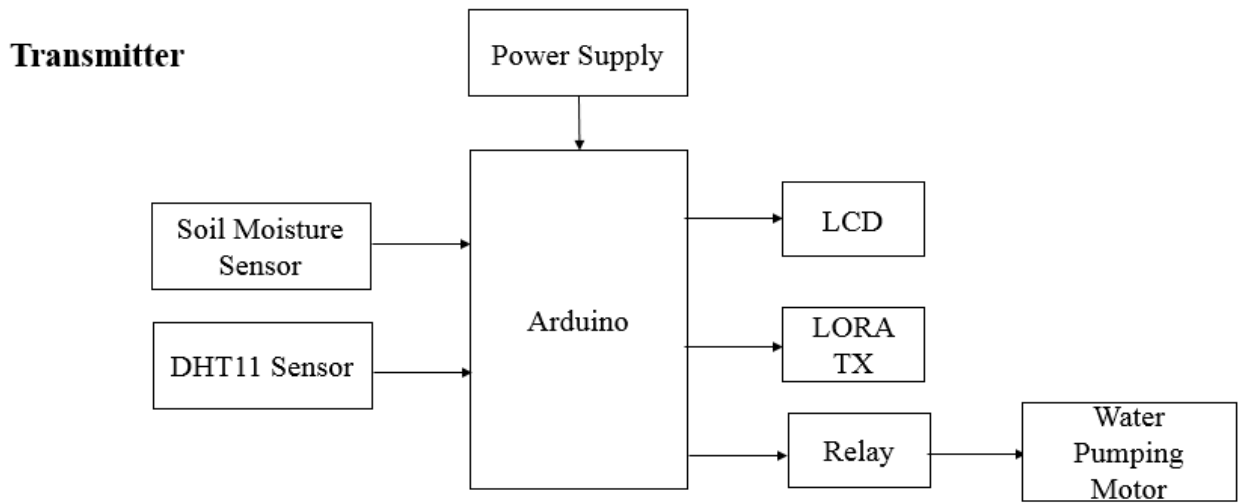 Transmitter
Power Supply
Soil Moisture
Sensor
DHT11 Sensor
Arduino
LCD
LORA
TX
Relay
Water
Pumping
Motor